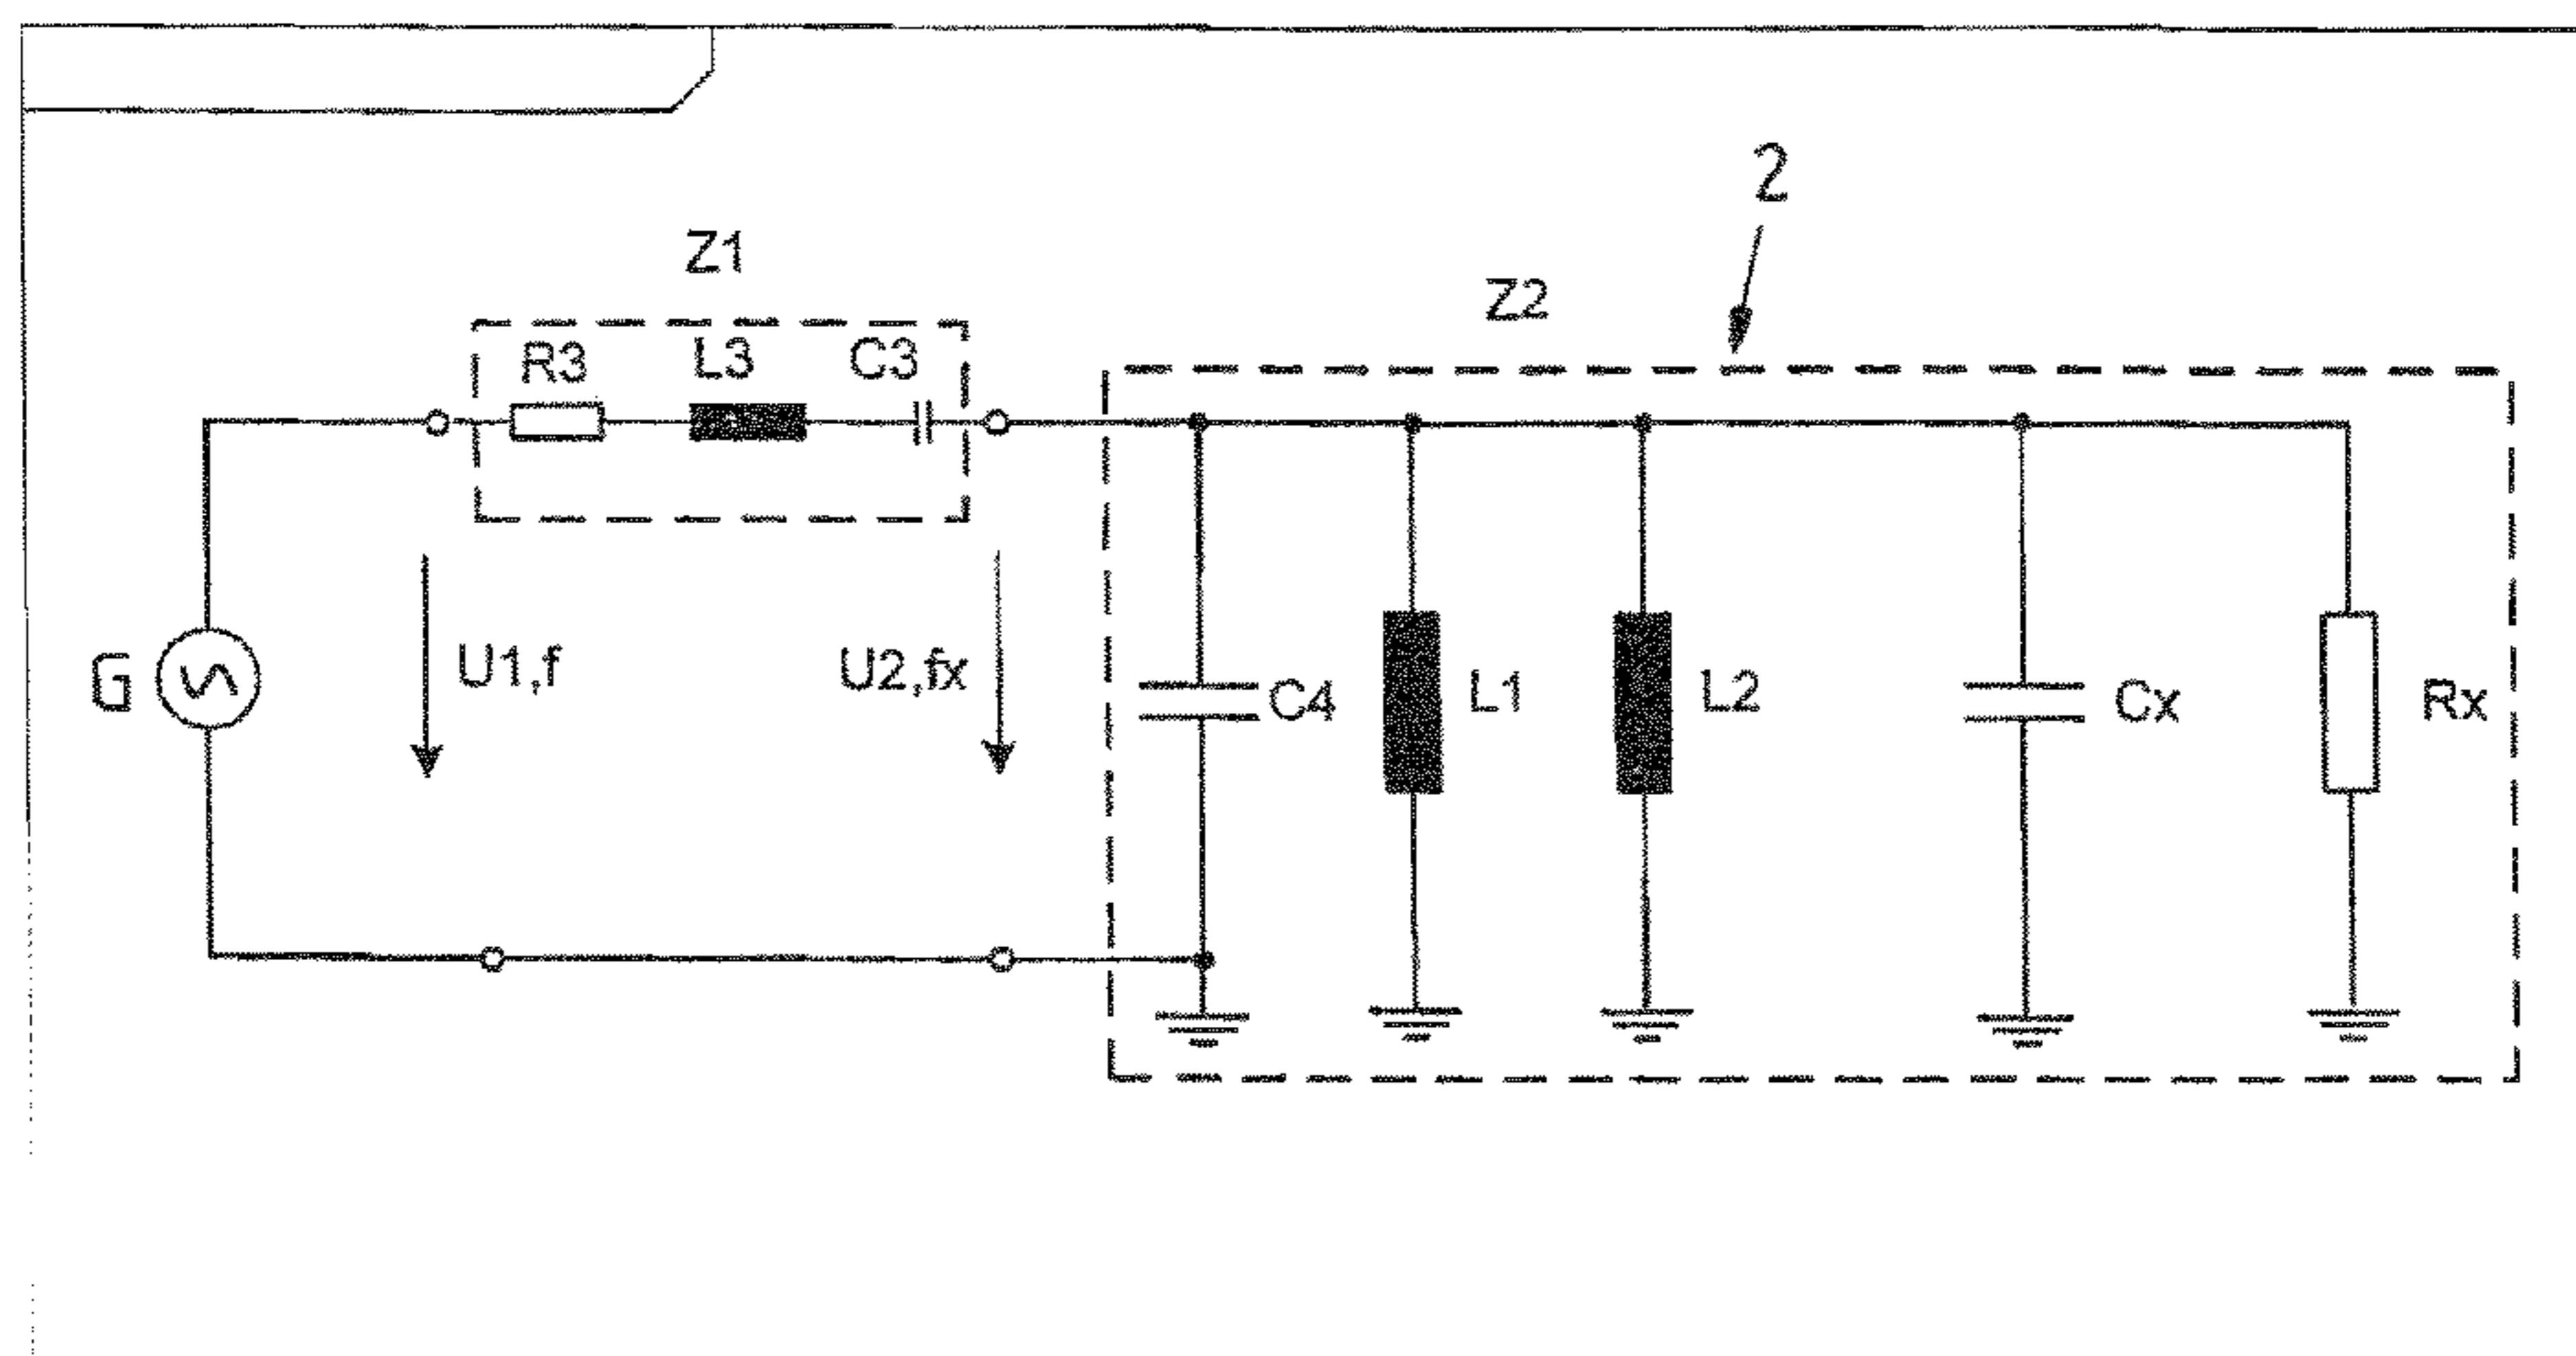 2
Z1
Z2
R3 L3 C3
G
U1,f
U2,fx
C4
L1
L2
Cx
Rx